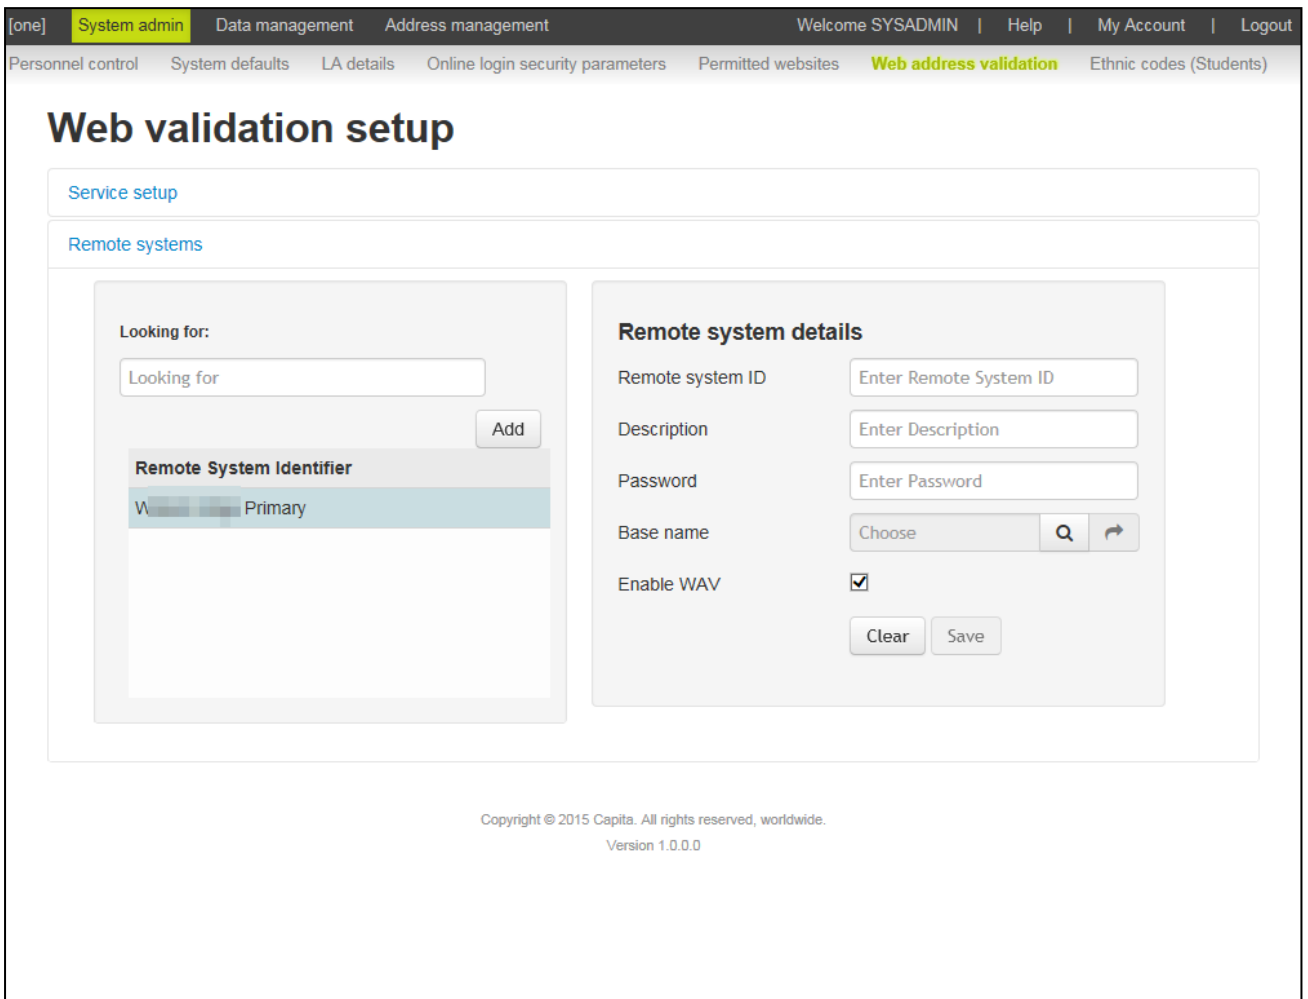 [one] System admin Data management Address management Welcome SYSADMIN | Help | My Account | Logout
Personnel control System defaults LA details Online login security parameters Permitted websites Web address validation Ethnic codes (Students)
Web validation setup
Service setup
Remote systems
Looking for:
Looking for
Add
Remote System Identifier
Primary
Remote system details
Remote system ID Enter Remote System ID
Description Enter Description
Password Enter Password
Base name Choose
Enable WAV
Clear Save
Copyright © 2015 Capita. All rights reserved, worldwide.
Version 1.0.0.0